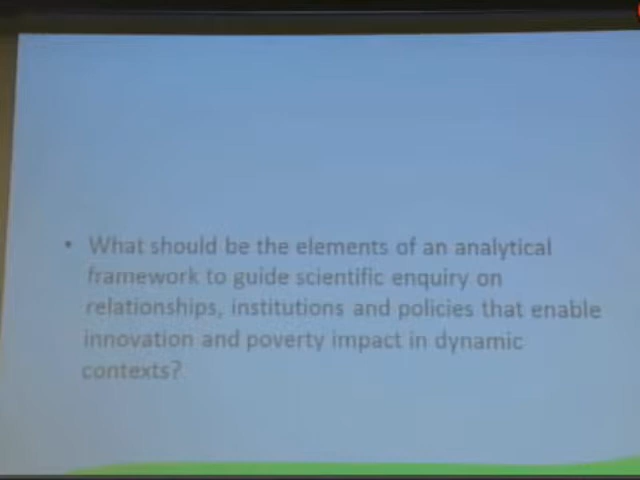 • What should be the elements of an analytical
framework to guide scientific enquiry on
relationships, institutions and policies that enable
innovation and poverty impact in dynamic
contexts?